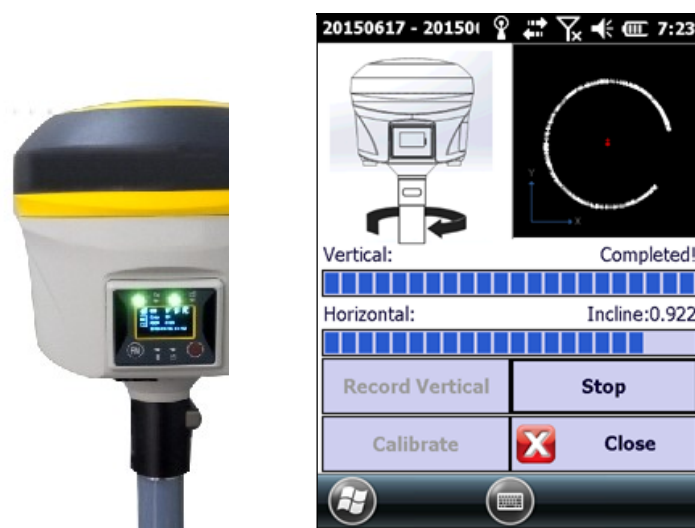 20150617 - 20150( 7:23
Y
X
Vertical: Completed!
Horizontal: Incline:0.922
Record Vertical Stop
Calibrate Close